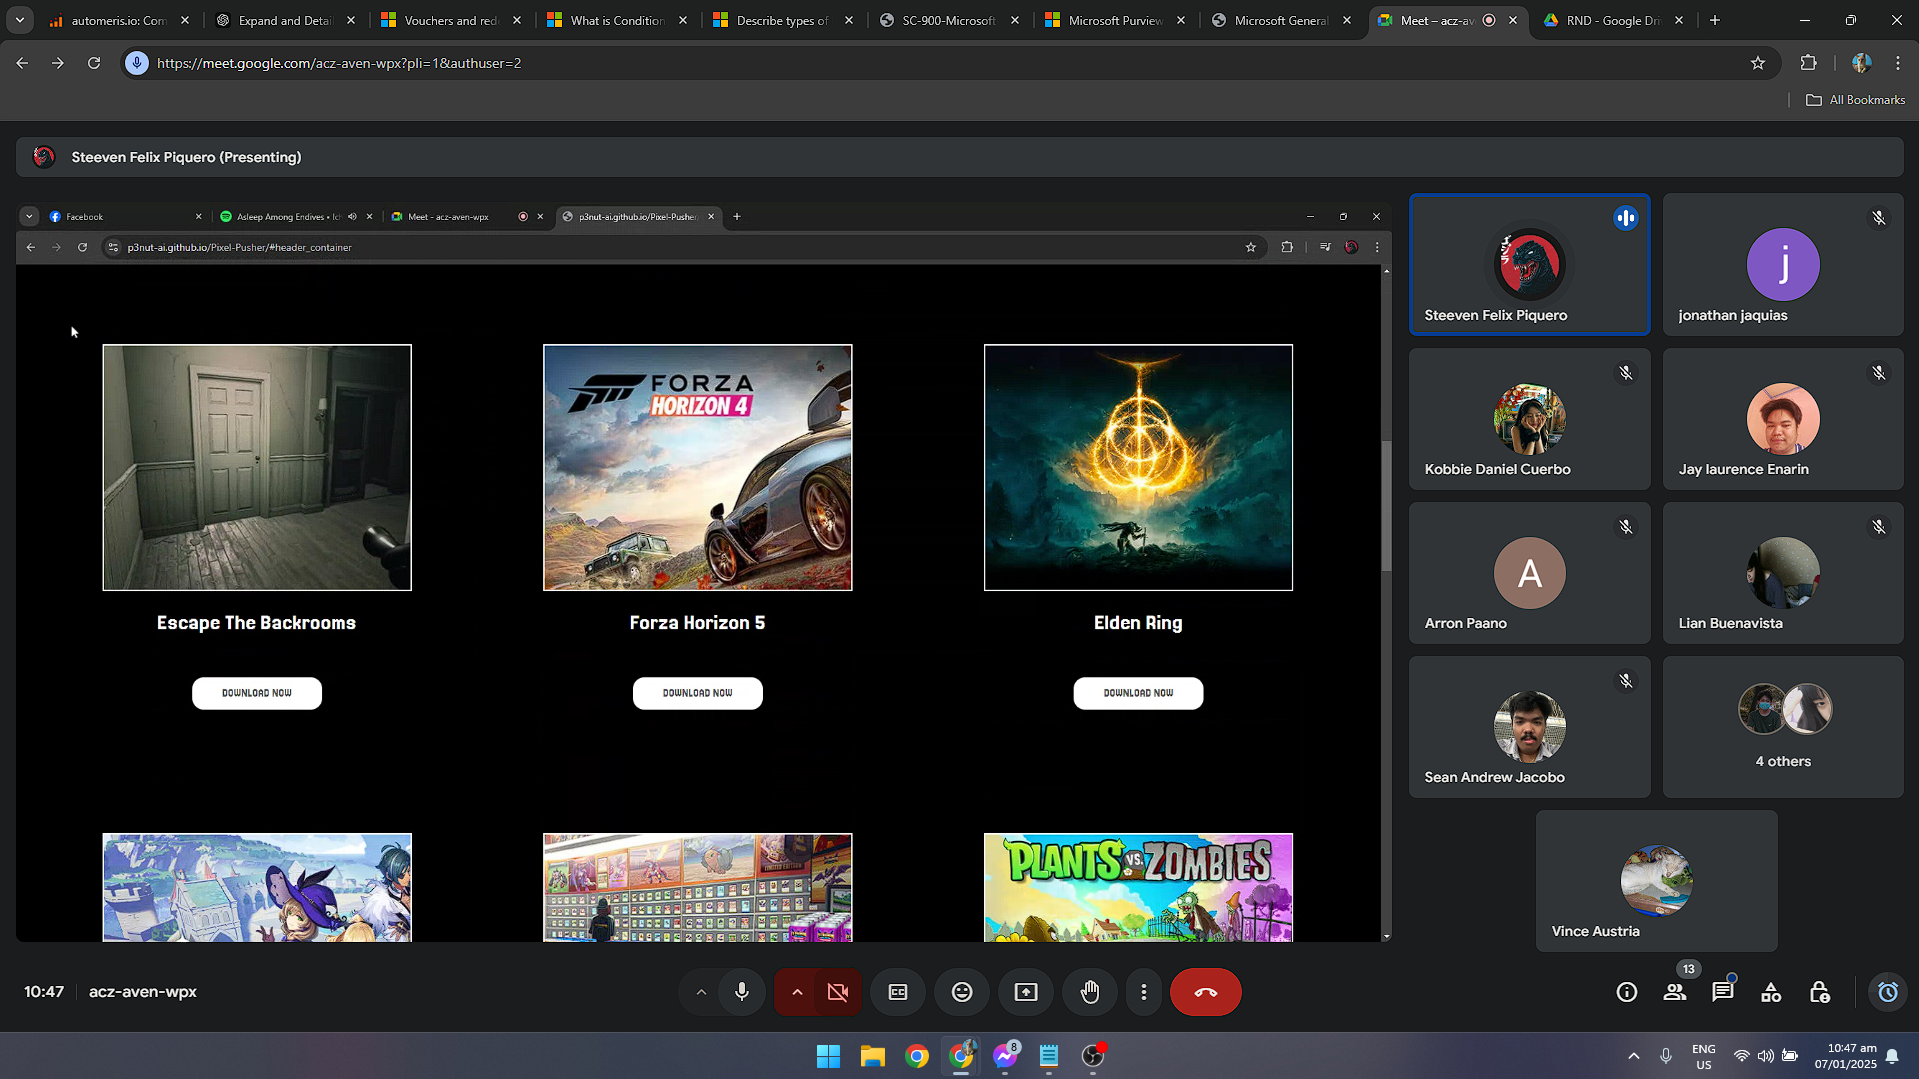 automeris.io: Com
Expand and Detai
Vouchers and red
What is Condition
Describe types of
SC-900-Microsoft
Microsoft Purview
Microsoft General
Meet – acz-av
RND - Google Dri
https://meet.google.com/acz-aven-wpx?pli=1&authuser=2
All Bookmarks
Steeven Felix Piquero (Presenting)
Facebook
Asleep Among Endives • Ich
Meet - acz-aven-wpx
p3nut-ai.github.io/Pixel-Pusher/
p3nut-ai.github.io/Pixel-Pusher/#header_container
FORZA
HORIZON 4
Escape The Backrooms
Forza Horizon 5
Elden Ring
DOWNLOAD NOW
DOWNLOAD NOW
DOWNLOAD NOW
PLANTS VS. ZOMBIES
Steeven Felix Piquero
j
jonathan jaquias
Kobbie Daniel Cuerbo
Jay laurence Enarin
A
Arron Paano
Lian Buenavista
Sean Andrew Jacobo
4 others
Vince Austria
10:47
acz-aven-wpx
CC
13
8
ENG
US
10:47 am
07/01/2025